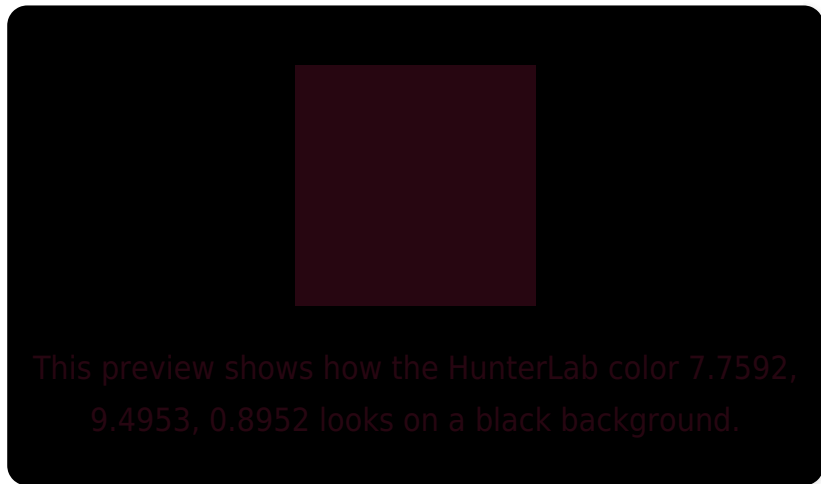 This preview shows how the HunterLab color 7.7592,
9.4953, 0.8952 looks on a black background.